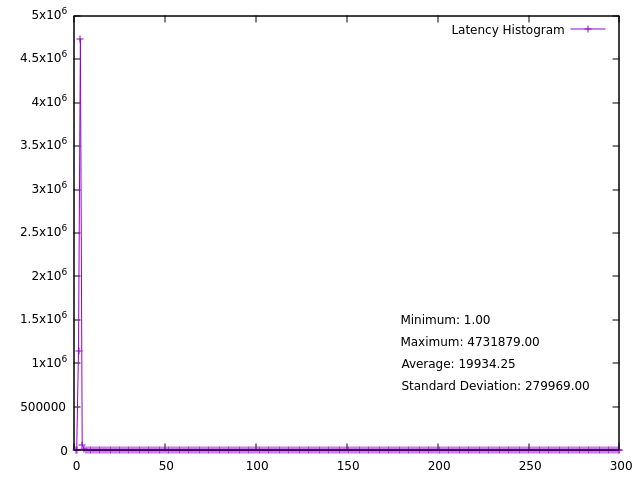 5x10^6
Latency Histogram
4.5x10^6
4x10^6
3.5x10^6
3x10^6
2.5x10^6
2x10^6
1.5x10^6
Minimum: 1.00
Maximum: 4731879.00
1x10^6
Average: 19934.25
Standard Deviation: 279969.00
500000
0
0 50 100 150 200 250 300